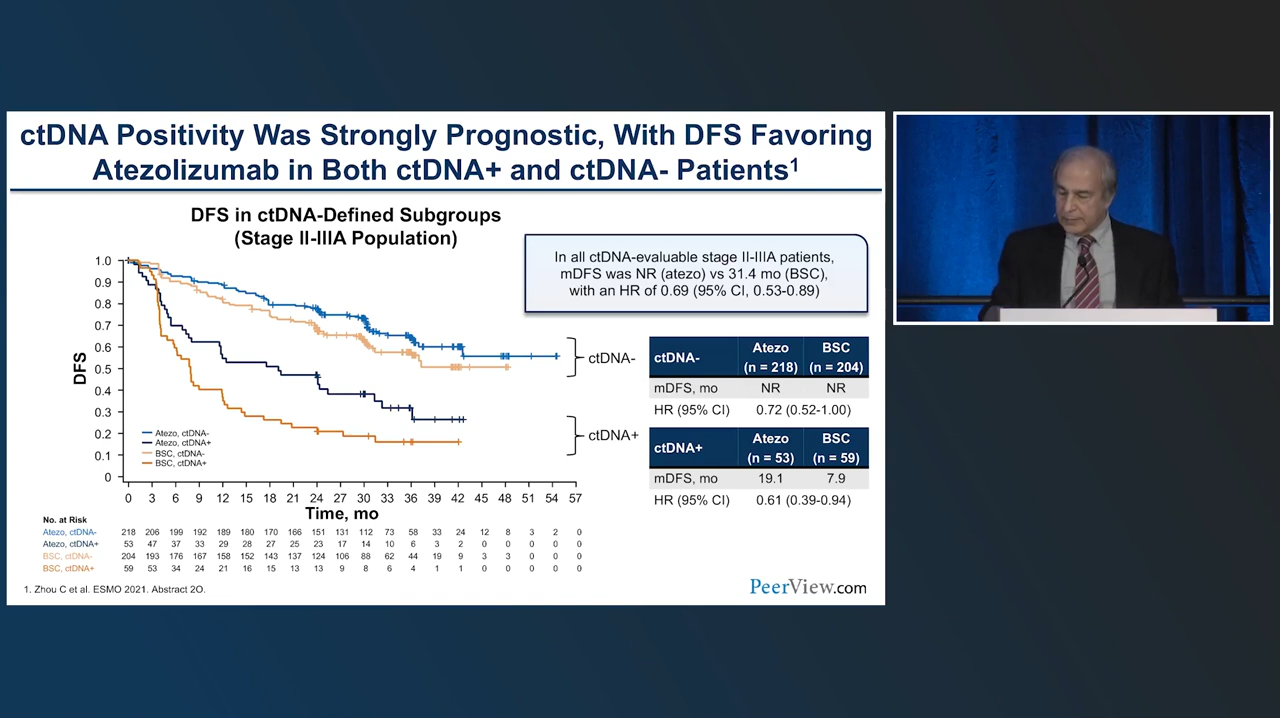 ctDNA Positivity Was Strongly Prognostic, With DFS Favoring
Atezolizumab in Both ctDNA+ and ctDNA- Patients1
DFS in ctDNA-Defined Subgroups
(Stage II-IIIA Population)
In all ctDNA-evaluable stage II-IIIA patients,
mDFS was NR (atezo) vs 31.4 mo (BSC),
with an HR of 0.69 (95% CI, 0.53-0.89)
DFS
1.0
0.9
0.8
0.7
0.6
0.5
0.4
0.3
0.2
0.1
0
Atezo, ctDNA-
Atezo, ctDNA+
BSC, ctDNA-
BSC, ctDNA+
ctDNA-
ctDNA+
0 3 6 9 12 15 18 21 24 27 30 33 36 39 42 45 48 51 54 57
Time, mo
ctDNA- Atezo (n = 218) BSC (n = 204)
mDFS, mo NR NR
HR (95% CI) 0.72 (0.52-1.00)
ctDNA+ Atezo (n = 53) BSC (n = 59)
mDFS, mo 19.1 7.9
HR (95% CI) 0.61 (0.39-0.94)
No. at Risk
Atezo, ctDNA- 218 206 199 192 189 180 170 166 151 131 112 73 58 33 24 12 8 3 2 0
Atezo, ctDNA+ 53 47 37 33 29 28 27 25 23 17 14 10 6 3 2 0 0 0 0 0
BSC, ctDNA- 204 193 176 167 158 152 143 137 124 106 88 62 44 19 9 3 3 0 0 0
BSC, ctDNA+ 59 53 34 24 21 16 15 13 13 9 8 6 4 1 1 0 0 0 0 0
1. Zhou C et al. ESMO 2021. Abstract 2O.
PeerView.com